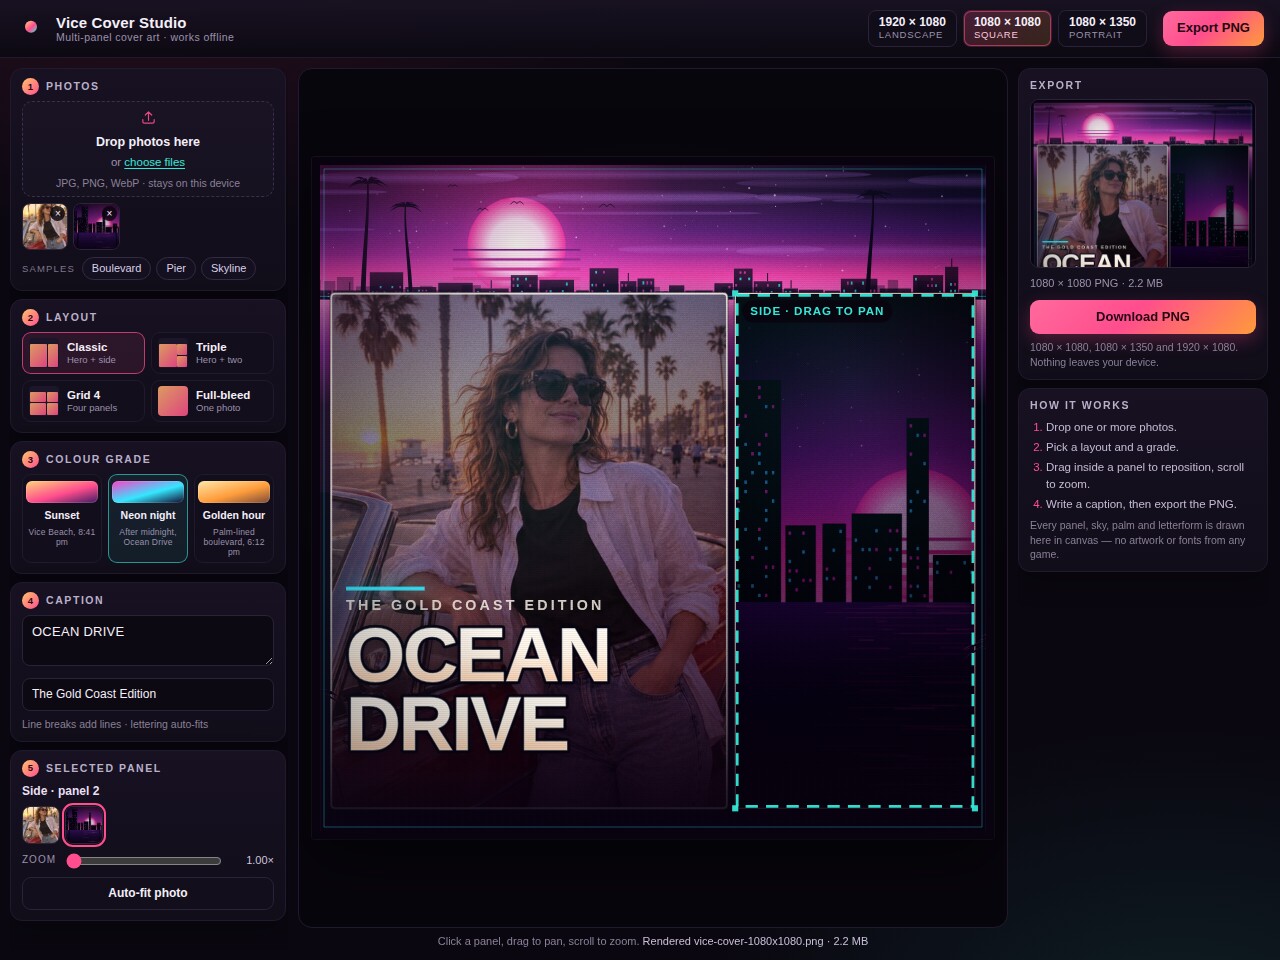 Vice Cover Studio
Multi-panel cover art · works offline
1920 × 1080
LANDSCAPE
1080 × 1080
SQUARE
1080 × 1350
PORTRAIT
Export PNG
1 PHOTOS
Drop photos here
or choose files
JPG, PNG, WebP · stays on this device
SAMPLES Boulevard Pier Skyline
2 LAYOUT
Classic
Hero + side
Triple
Hero + two
Grid 4
Four panels
Full-bleed
One photo
3 COLOUR GRADE
Sunset
Vice Beach, 8:41
pm
Neon night
After midnight,
Ocean Drive
Golden hour
Palm-lined
boulevard, 6:12
pm
4 CAPTION
OCEAN DRIVE
The Gold Coast Edition
Line breaks add lines · lettering auto-fits
5 SELECTED PANEL
Side · panel 2
ZOOM 1.00×
Auto-fit photo
SIDE · DRAG TO PAN
THE GOLD COAST EDITION
OCEAN
DRIVE
Click a panel, drag to pan, scroll to zoom. Rendered vice-cover-1080x1080.png · 2.2 MB
EXPORT
THE GOLD COAST EDITION
OCEAN
1080 × 1080 PNG · 2.2 MB
Download PNG
1080 × 1080, 1080 × 1350 and 1920 × 1080.
Nothing leaves your device.
HOW IT WORKS
1. Drop one or more photos.
2. Pick a layout and a grade.
3. Drag inside a panel to reposition, scroll
to zoom.
4. Write a caption, then export the PNG.
Every panel, sky, palm and letterform is drawn
here in canvas — no artwork or fonts from any
game.